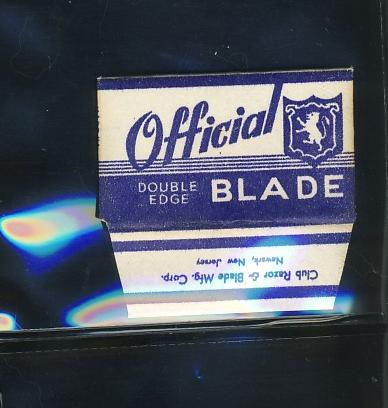 Official
DOUBLE
EDGE
BLADE
Club Razor & Blade Mfg. Corp.
Newark, New Jersey